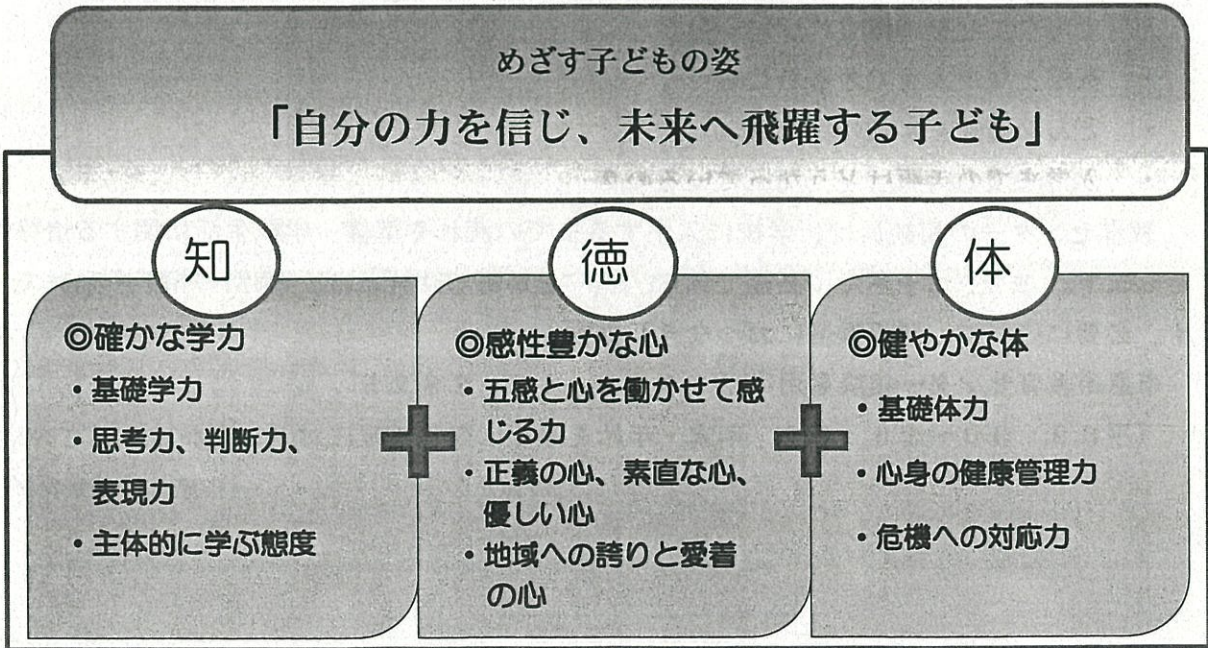 めざす子どもの姿
「自分の力を信じ、未来へ飛躍する子ども」
知
◎確かな学力
・基礎学力
・思考力、判断力、
表現力
・主体的に学ぶ態度
徳
◎感性豊かな心
・五感と心を働かせて感
じる力
・正義の心、素直な心、
優しい心
・地域への誇りと愛着
の心
体
◎健やかな体
・基礎体力
・心身の健康管理力
・危機への対応力